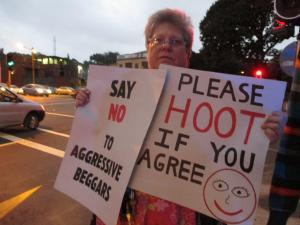 SAY
NO
TO
AGGRESSIVE
BEGGARS
PLEASE
HOOT
IF YOU
AGREE